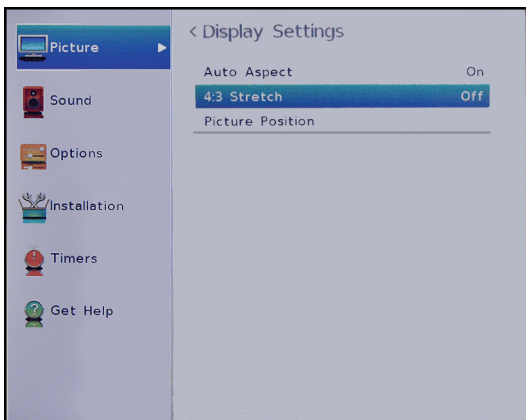 Picture
Sound
Options
Installation
Timers
Get Help
< Display Settings
Auto Aspect On
4:3 Stretch Off
Picture Position